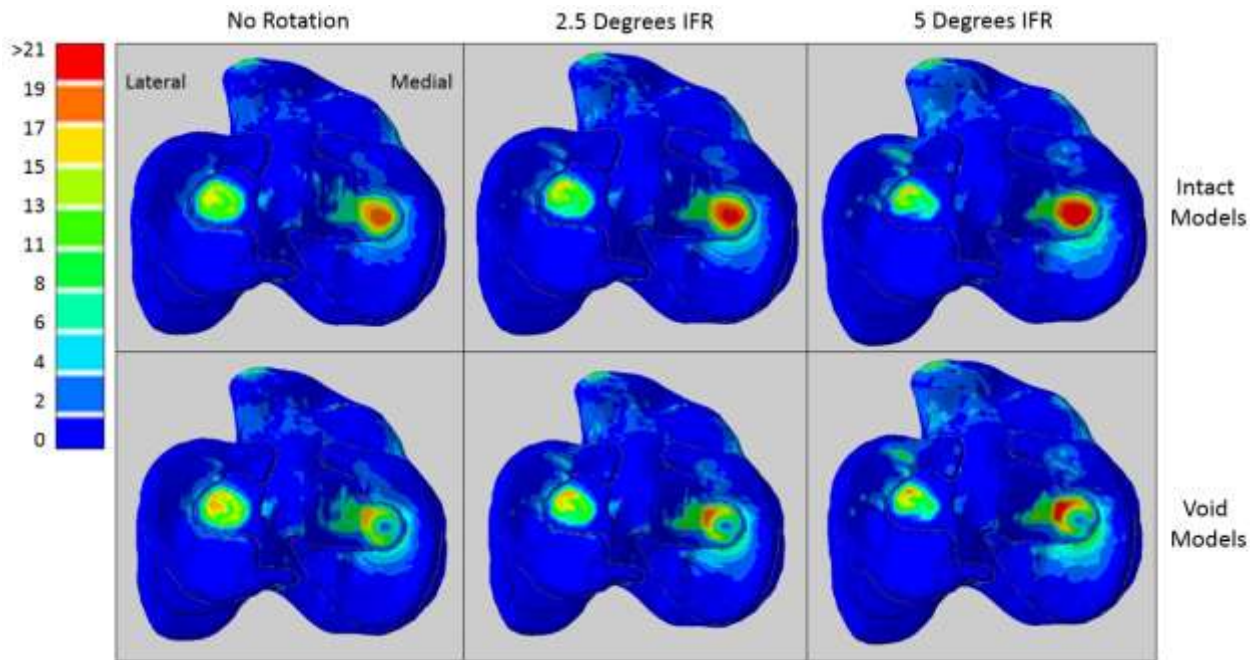 No Rotation 2.5 Degrees IFR 5 Degrees IFR
>21
19
17
15
13
11
8
6
4
2
0
Lateral Medial
Intact
Models
Void
Models